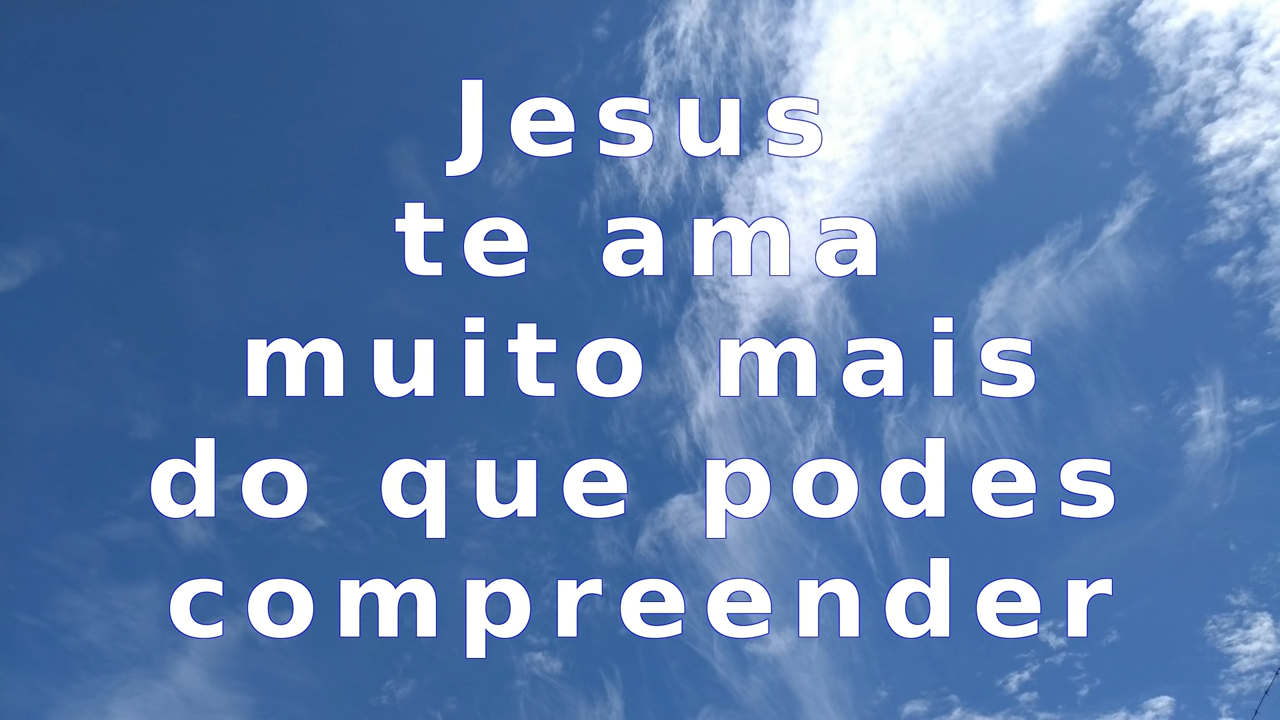 Jesus
te ama
muito mais
do que podes
compreender